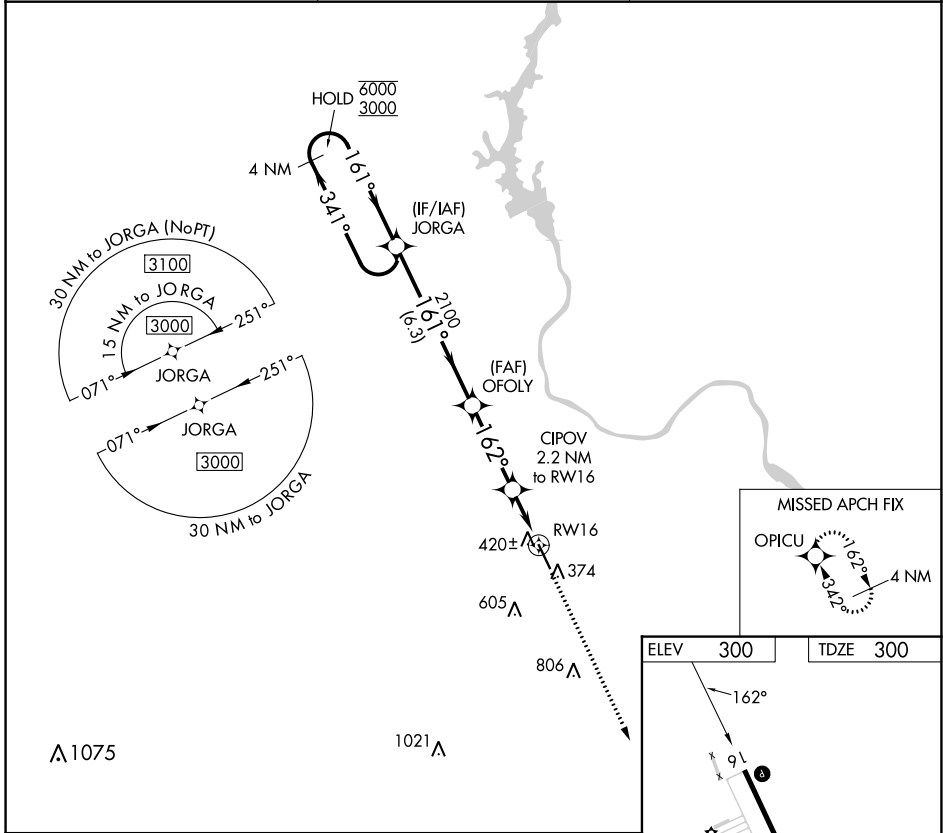 HOLD 6000
3000
4 NM
161°
341°
(IF/IAF)
JORGA
30 NM to JORGA (NoPT)
3100
15 NM to JORGA
3000
251°
071°
JORGA
251°
071°
JORGA
3000
30 NM to JORGA
2100
161°
(6.3)
(FAF)
OFOLY
162°
CIPOV
2.2 NM
to RW16
RW16
420±
374
605
806
1021
1075
MISSED APCH FIX
OPICU
162°
342°
4 NM
ELEV 300
TDZE 300
162°
16
x
x
P